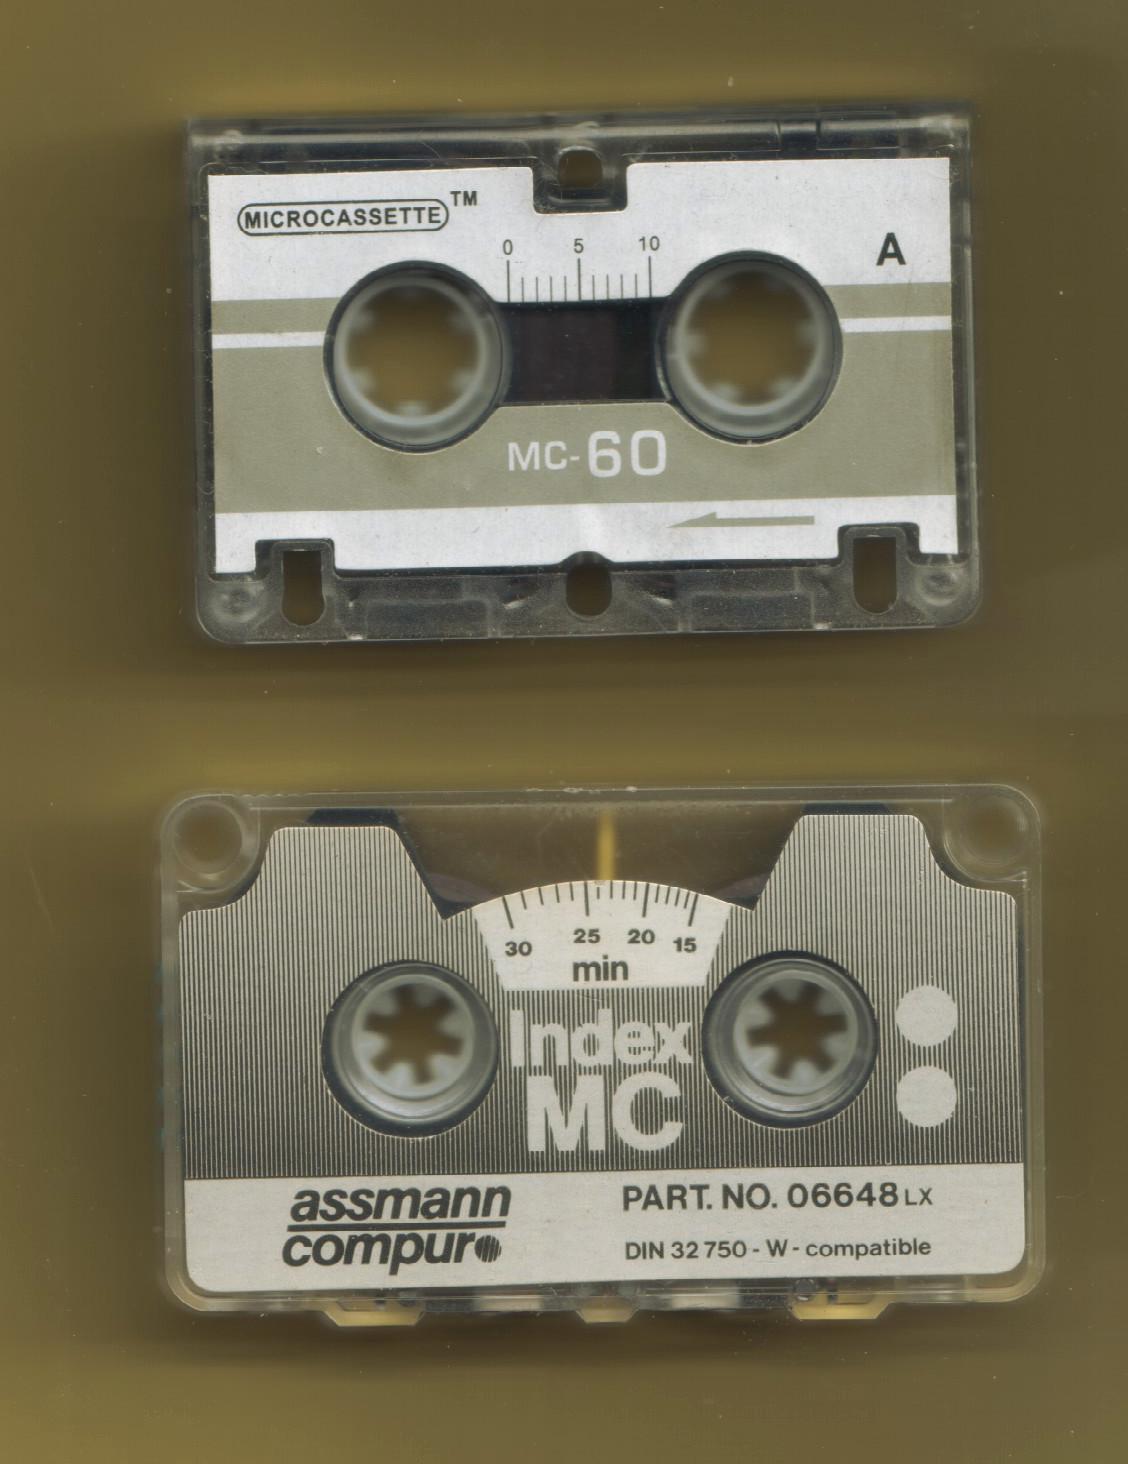 MICROCASSETTE™
0 5 10
A
MC-60
30 25 20 15
min
Index
MC
assmann
compur
PART. NO. 06648 LX
DIN 32 750 - W - compatible